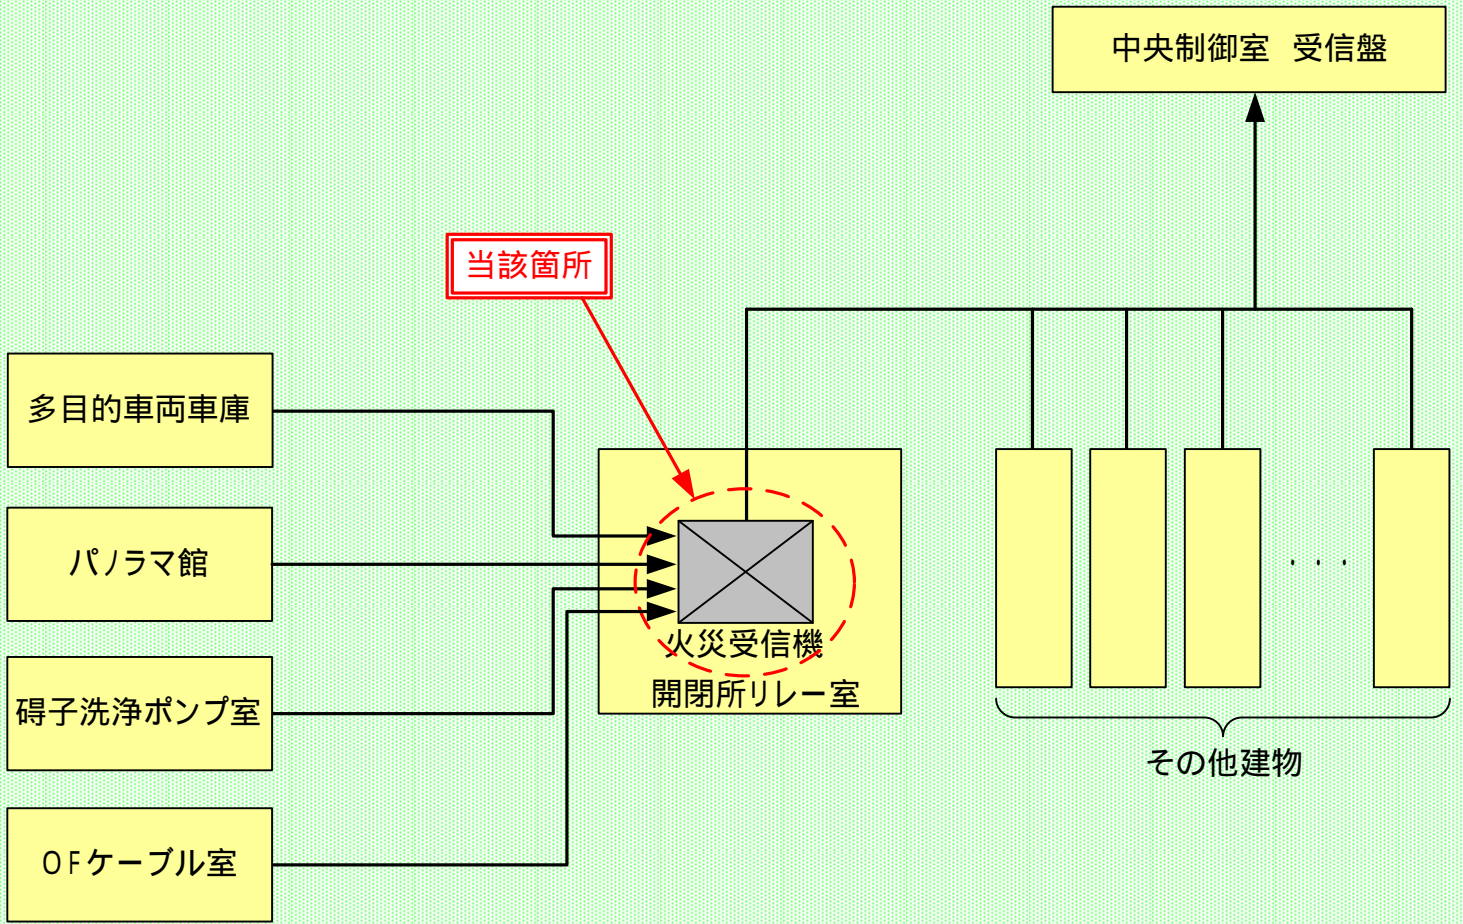 中央制御室　受信盤
当該箇所
多目的車両車庫
パノラマ館
碍子洗浄ポンプ室
OFケーブル室
火災受信機
開閉所リレー室
・・・
その他建物